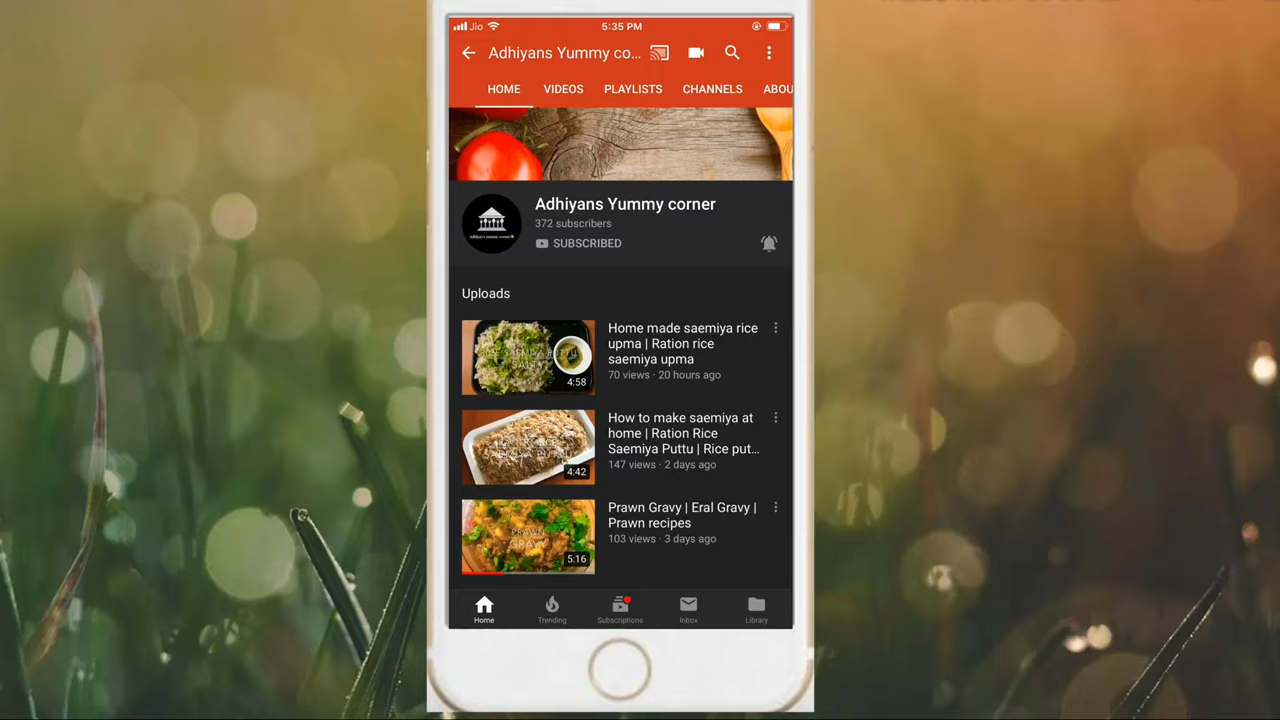 Jio 5:35 PM
Adhiyans Yummy co...
HOME VIDEOS PLAYLISTS CHANNELS ABOU
Adhiyans Yummy corner
372 subscribers
SUBSCRIBED
Uploads
Home made saemiya rice
upma | Ration rice
saemiya upma
70 views · 20 hours ago
4:58
How to make saemiya at
home | Ration Rice
Saemiya Puttu | Rice put...
147 views · 2 days ago
4:42
Prawn Gravy | Eral Gravy |
Prawn recipes
103 views · 3 days ago
PRAWN
GRAVY
5:16
Home Trending Subscriptions Inbox Library